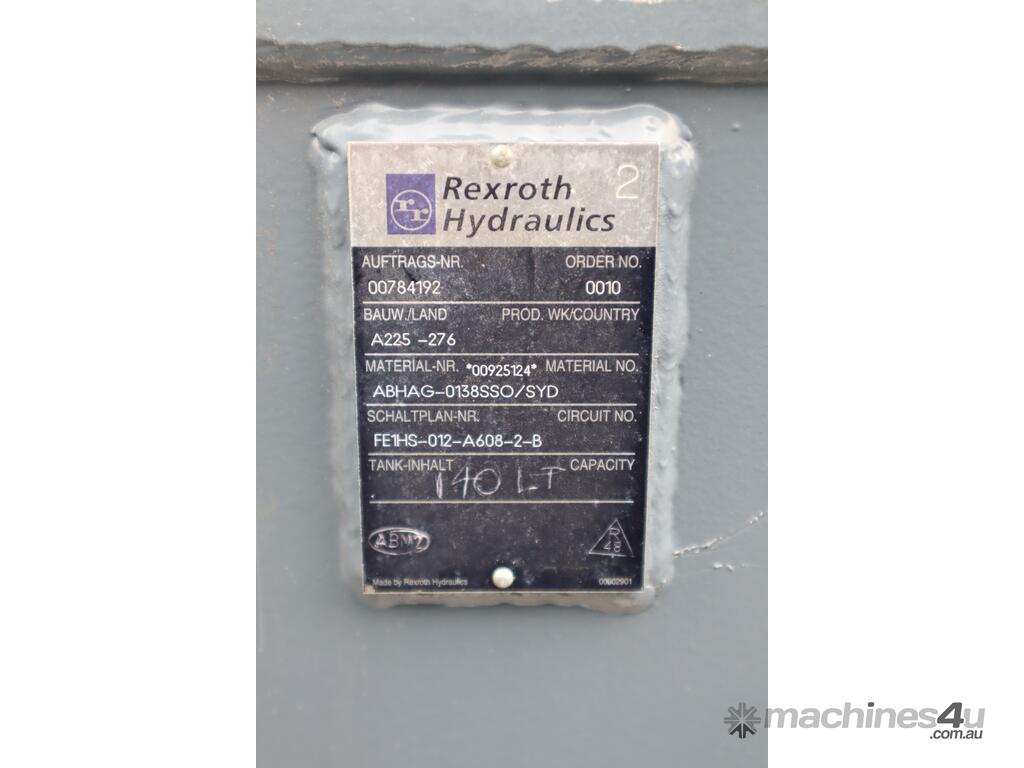 2
rr
Rexroth
Hydraulics
AUFTRAGS-NR. ORDER NO.
00784192 0010
BAUW./LAND PROD. WK/COUNTRY
A225 -276
MATERIAL-NR. *00925124* MATERIAL NO.
ABHAG-0138SSO/SYD
SCHALTPLAN-NR. CIRCUIT NO.
FE1HS-012-A608-2-B
TANK-INHALT CAPACITY
140 LT
ABM2
Made by Rexroth Hydraulics 00002901
machines4u
.com.au